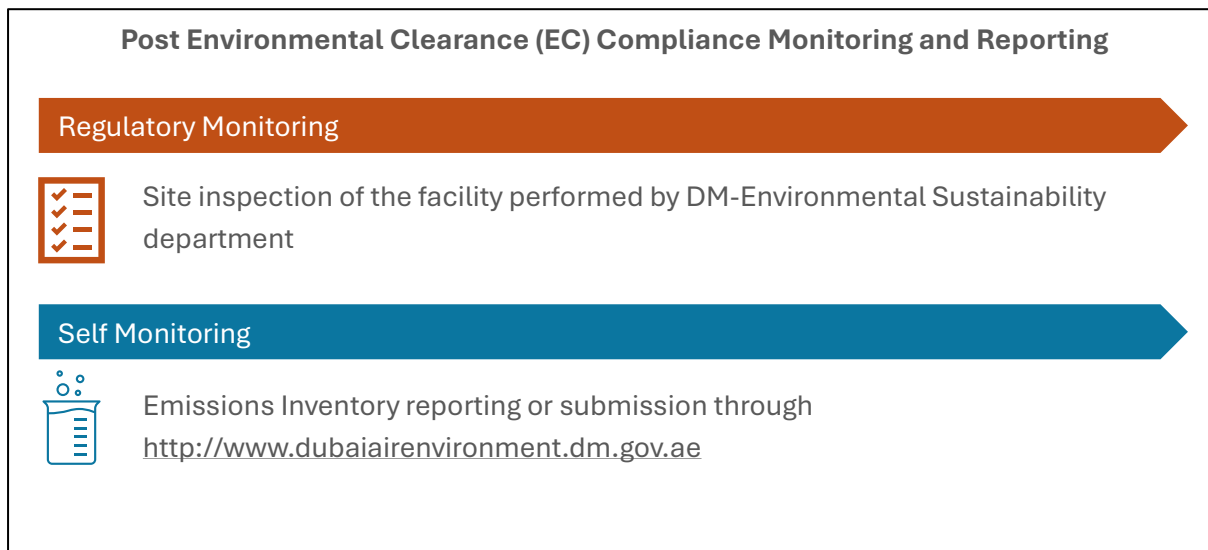 Post Environmental Clearance (EC) Compliance Monitoring and Reporting
Regulatory Monitoring
Site inspection of the facility performed by DM-Environmental Sustainability
department
Self Monitoring
Emissions Inventory reporting or submission through
http://www.dubaiairenvironment.dm.gov.ae